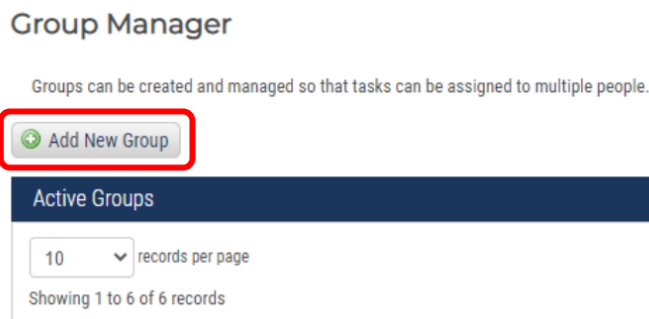 Group Manager
Groups can be created and managed so that tasks can be assigned to multiple people.
Add New Group
Active Groups
10 records per page
Showing 1 to 6 of 6 records